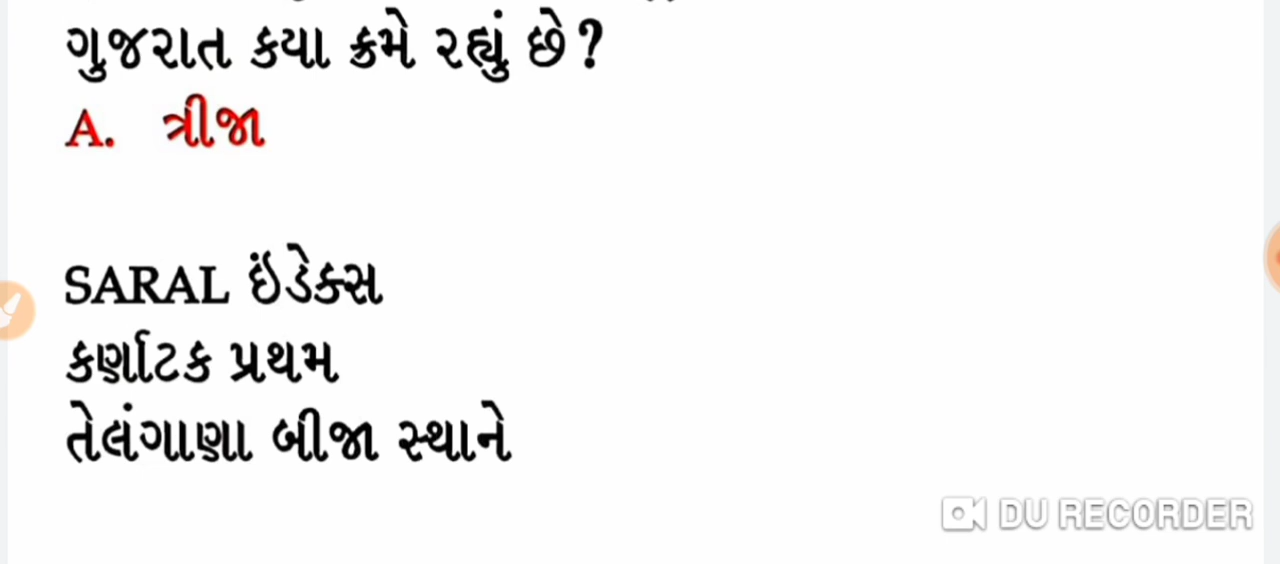 ગુજરાત કયા ક્રમે રહ્યું છે?
A. ત્રીજા
SARAL ઇંડેક્સ
કર્ણાટક પ્રથમ
તેલંગાણા બીજા સ્થાને
DU RECORDER